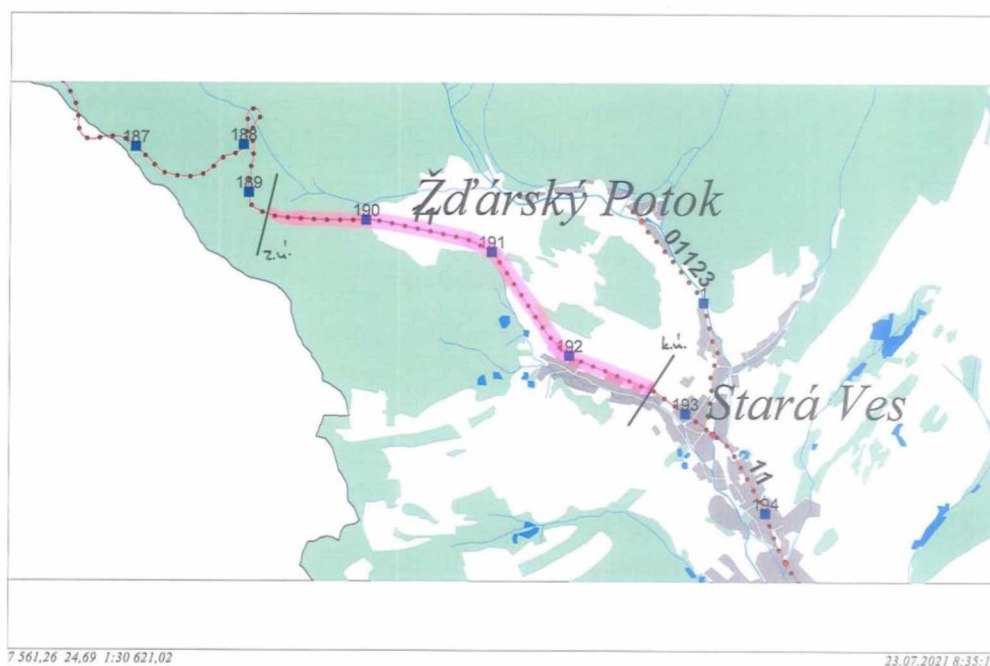 187
188
189
z.ú.
190
11
Žďárský Potok
191
01123
1
192
k.ú.
193
Stará Ves
11
194
7 561,26 24,69 1:30 621,02
23.07.2021 8:35:1